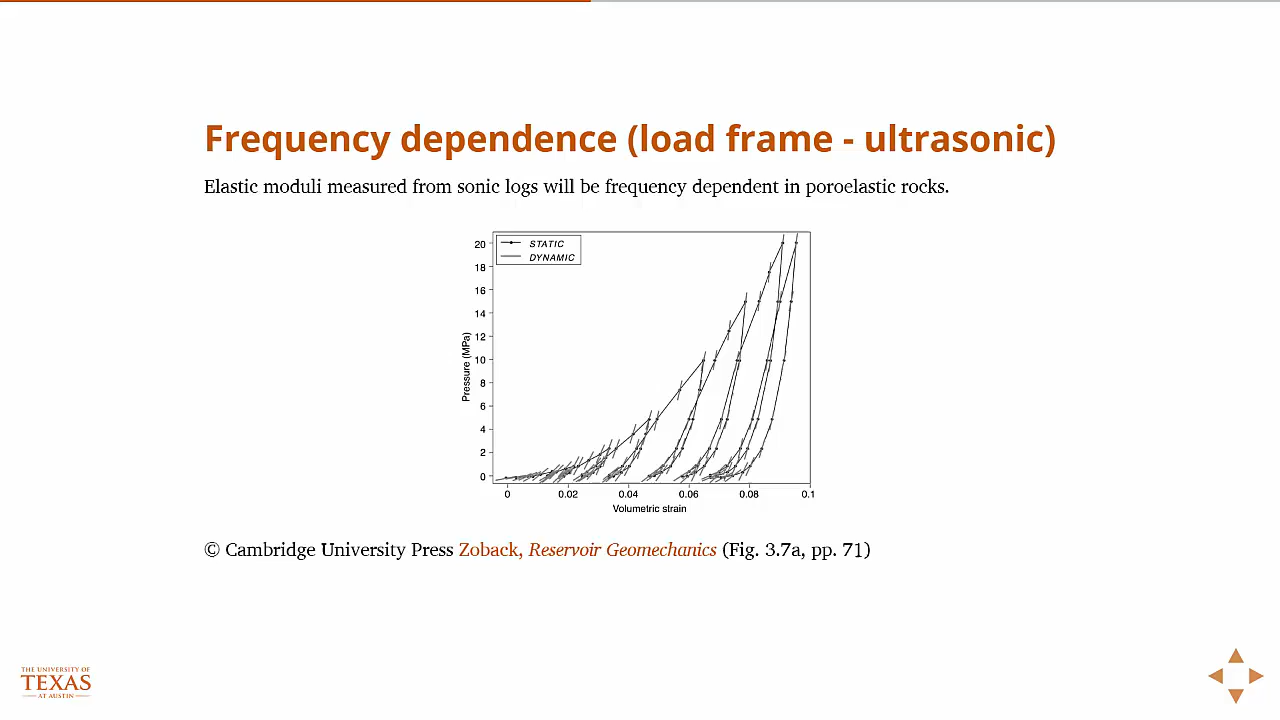 Frequency dependence (load frame - ultrasonic)
Elastic moduli measured from sonic logs will be frequency dependent in poroelastic rocks.
STATIC
DYNAMIC
20
18
16
14
12
10
8
6
4
2
0
Pressure (MPa)
0 0.02 0.04 0.06 0.08 0.1
Volumetric strain
© Cambridge University Press Zoback, Reservoir Geomechanics (Fig. 3.7a, pp. 71)
THE UNIVERSITY OF
TEXAS
AT AUSTIN